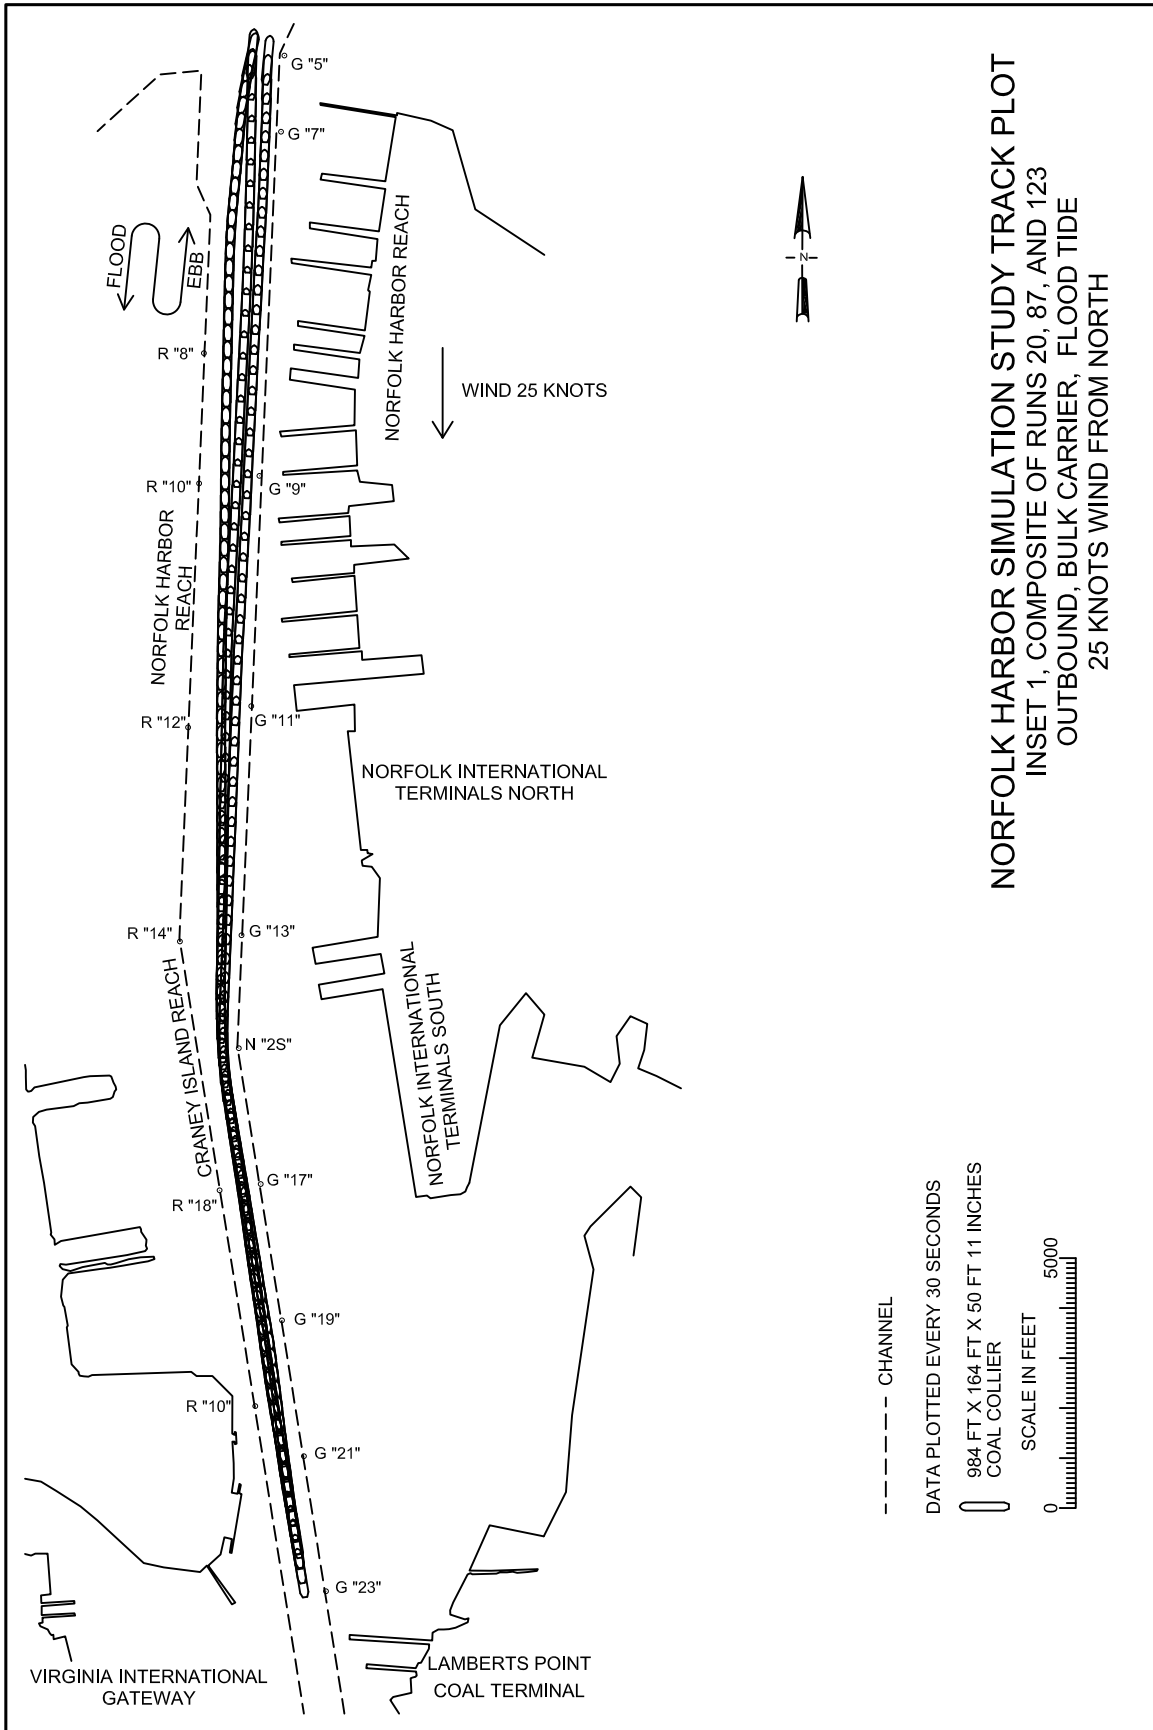 G "5"
G "7"
FLOOD
EBB
NORFOLK HARBOR REACH
R "8"
WIND 25 KNOTS
R "10"
G "9"
NORFOLK HARBOR
REACH
R "12"
G "11"
NORFOLK INTERNATIONAL
TERMINALS NORTH
R "14"
G "13"
CRANEY ISLAND REACH
NORFOLK INTERNATIONAL
TERMINALS SOUTH
N "2S"
G "17"
R "18"
G "19"
R "10"
G "21"
G "23"
VIRGINIA INTERNATIONAL
GATEWAY
LAMBERTS POINT
COAL TERMINAL
N
NORFOLK HARBOR SIMULATION STUDY TRACK PLOT
INSET 1, COMPOSITE OF RUNS 20, 87, AND 123
OUTBOUND, BULK CARRIER, FLOOD TIDE
25 KNOTS WIND FROM NORTH
CHANNEL
DATA PLOTTED EVERY 30 SECONDS
984 FT X 164 FT X 50 FT 11 INCHES
COAL COLLIER
SCALE IN FEET
0 5000